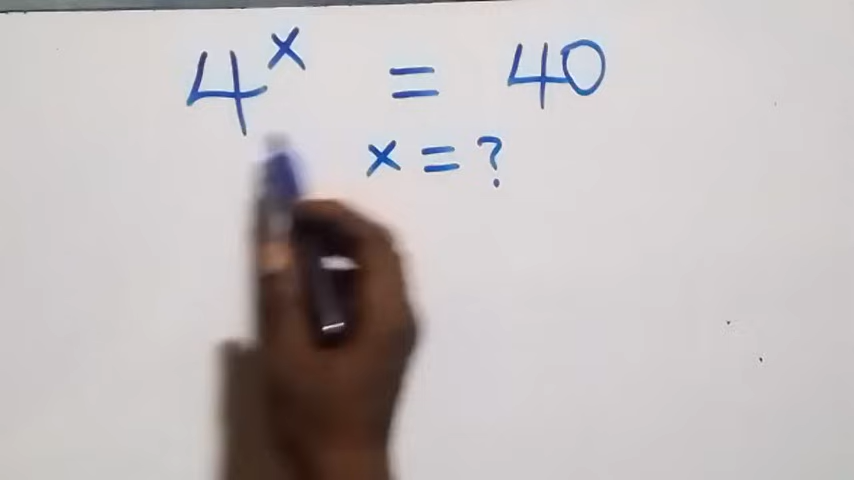 4^x = 40
x = ?